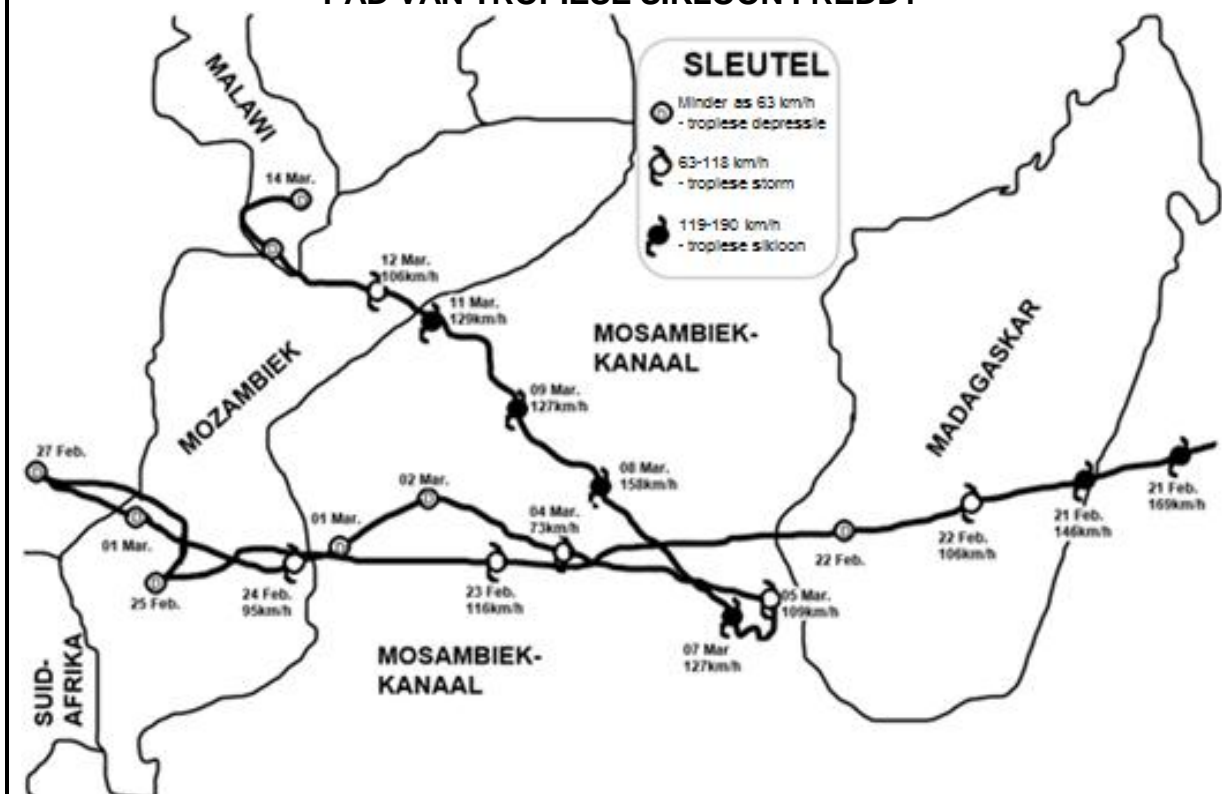 PAD VAN TROPIESE SIKLOON FREDDY
SLEUTEL
Minder as 63 km/h
- tropiese depressie
63-118 km/h
- tropiese storm
119-190 km/h
- tropiese sikloon
MALAWI
14 Mar.
12 Mar.
106km/h
11 Mar.
129km/h
MOSAMBIEK-
KANAAL
MOZAMBIEK
MADAGASKAR
09 Mar.
127km/h
27 Feb.
08 Mar.
158km/h
02 Mar.
04 Mar.
73km/h
01 Mar.
01 Mar.
21 Feb.
169km/h
21 Feb.
146km/h
22 Feb.
106km/h
22 Feb.
25 Feb.
24 Feb.
95km/h
23 Feb.
116km/h
05 Mar.
109km/h
07 Mar
127km/h
MOSAMBIEK-
KANAAL
SUID-
AFRIKA